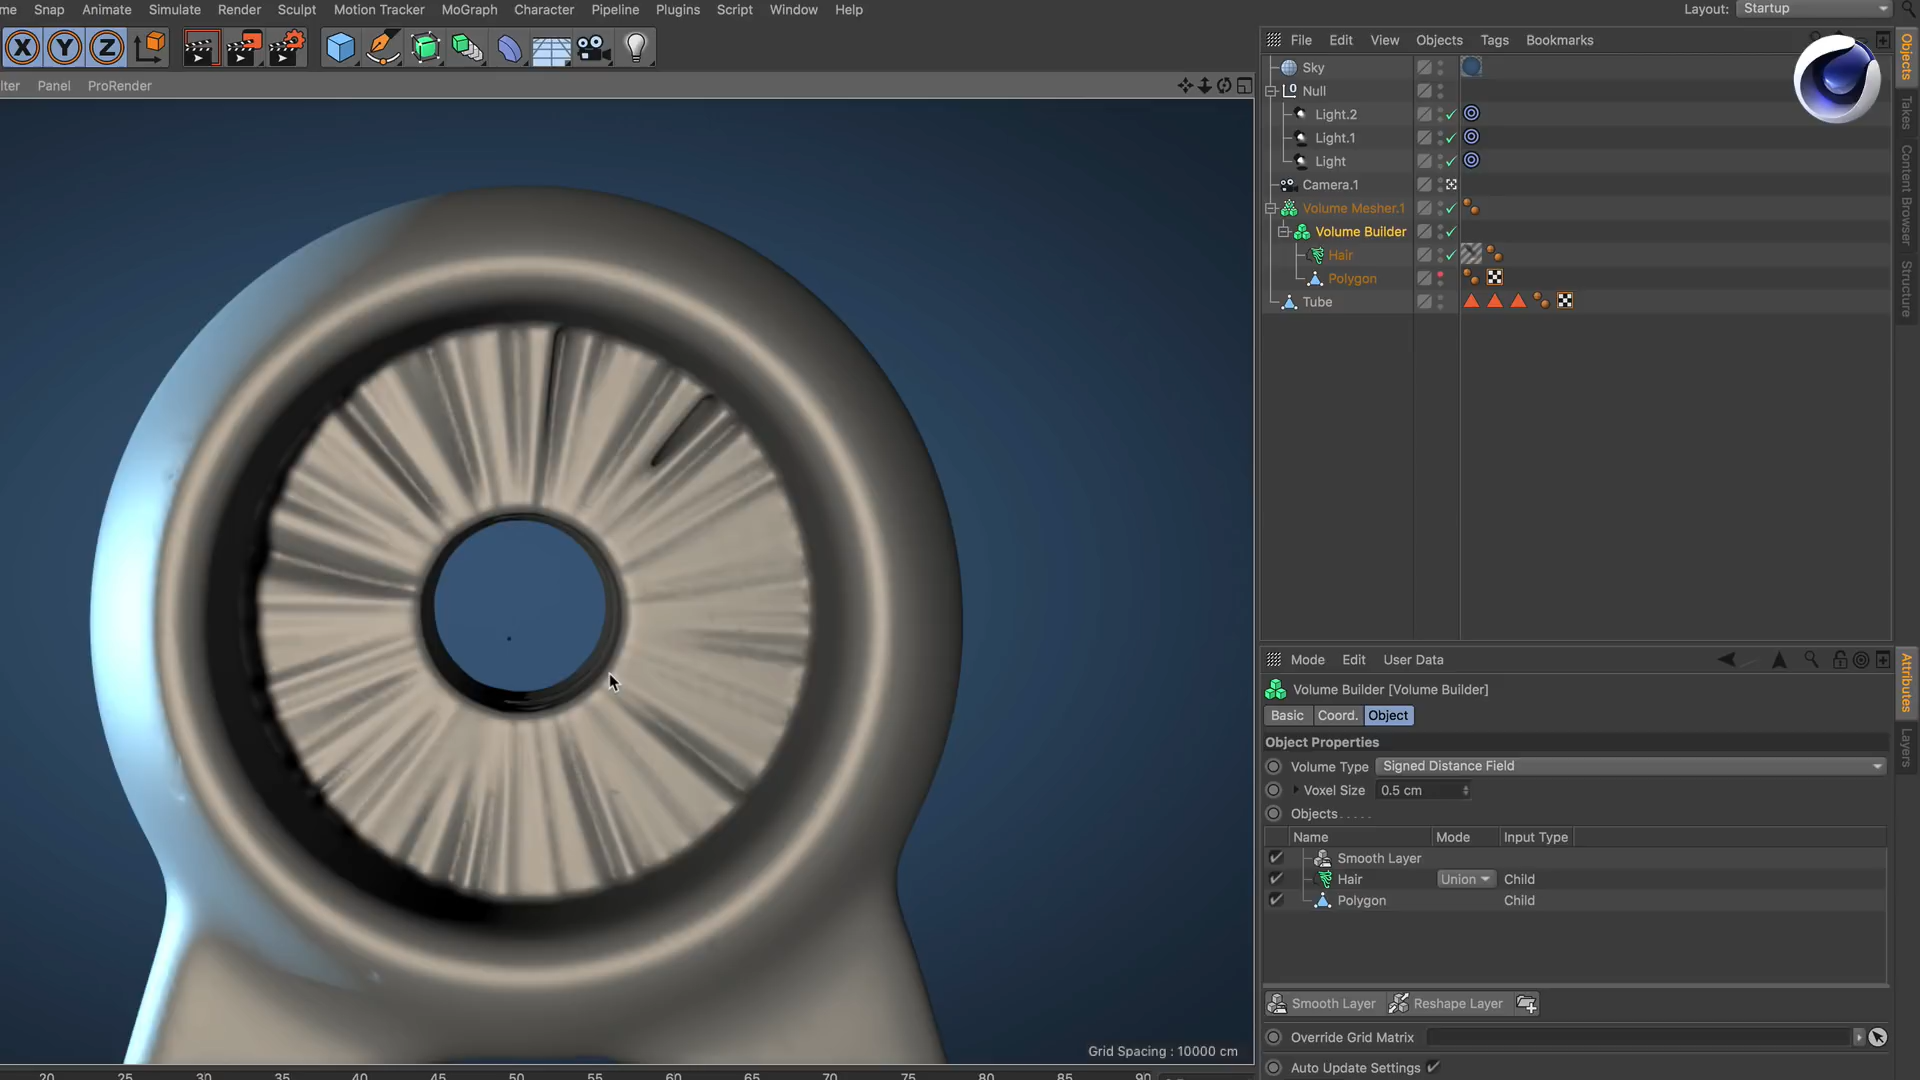 me Snap Animate Simulate Render Sculpt Motion Tracker MoGraph Character Pipeline Plugins Script Window Help
Layout: Startup
X Y Z
File Edit View Objects Tags Bookmarks
lter Panel ProRender
Sky
Null
Light.2
Light.1
Light
Camera.1
Volume Mesher.1
Volume Builder
Hair
Polygon
Tube
Objects
Takes
Content Browser
Structure
Mode Edit User Data
Volume Builder [Volume Builder]
Basic Coord. Object
Object Properties
Volume Type Signed Distance Field
Voxel Size 0.5 cm
Objects . . . . .
Name Mode Input Type
Smooth Layer
Hair Union Child
Polygon Child
Smooth Layer Reshape Layer
Override Grid Matrix
Auto Update Settings
Attributes
Layers
Grid Spacing : 10000 cm
20 25 30 35 40 45 50 55 60 65 70 75 80 85 90